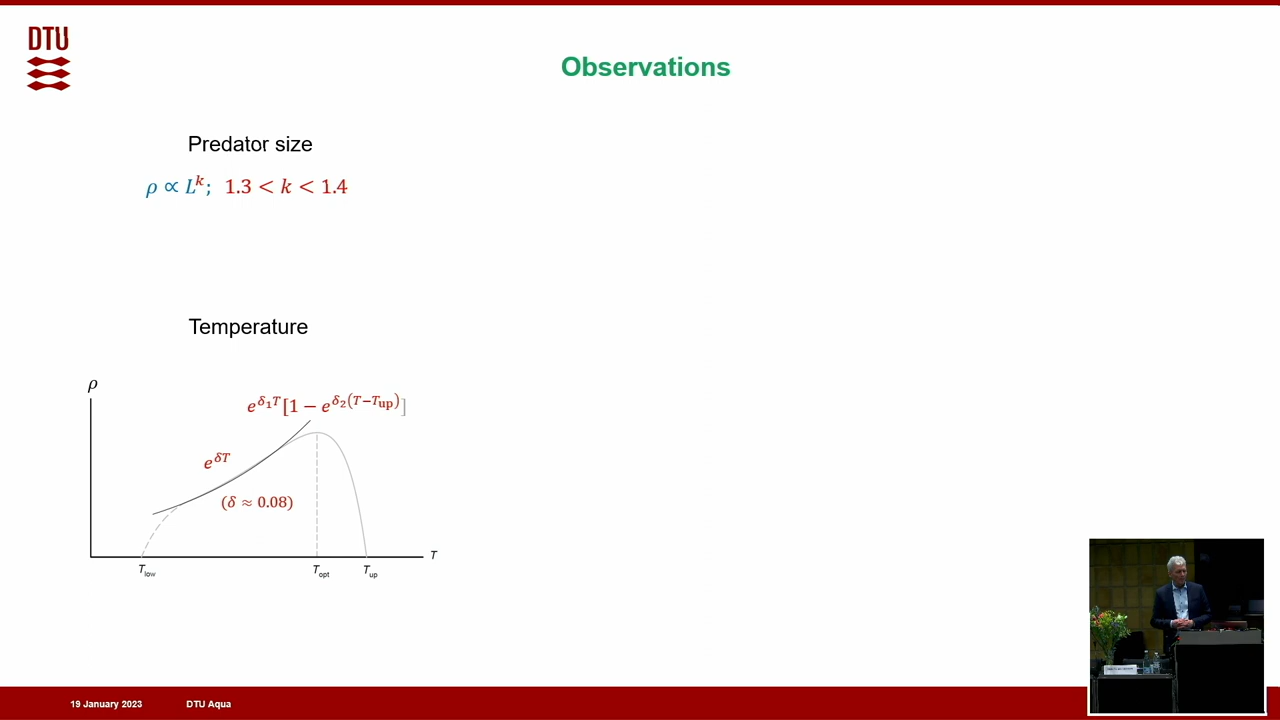 DTU
Observations
Predator size
ρ ∝ L^k; 1.3 < k < 1.4
Temperature
ρ
e^{δ₁T}[1 − e^{δ₂(T−T_up)}]
e^{δT}
(δ ≈ 0.08)
T
T_low
T_opt
T_up
19 January 2023
DTU Aqua